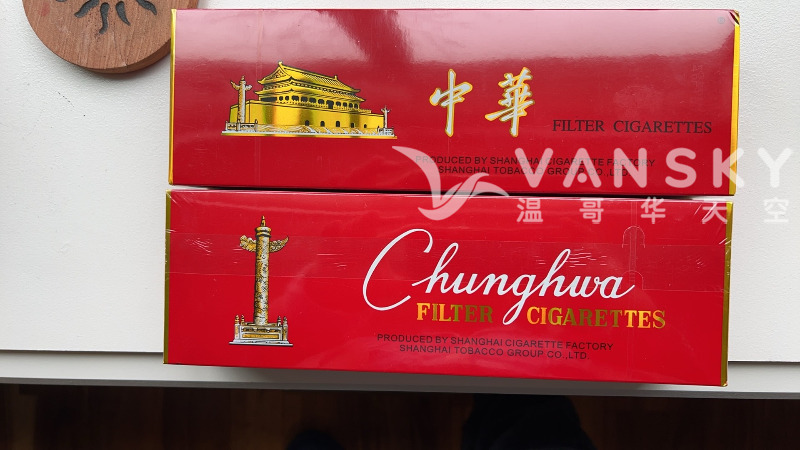 中華
FILTER CIGARETTES
PRODUCED BY SHANGHAI CIGARETTE FACTORY
SHANGHAI TOBACCO GROUP CO.,LTD.
VANSKY
温哥华天空
Chunghwa
FILTER CIGARETTES
PRODUCED BY SHANGHAI CIGARETTE FACTORY
SHANGHAI TOBACCO GROUP CO.,LTD.